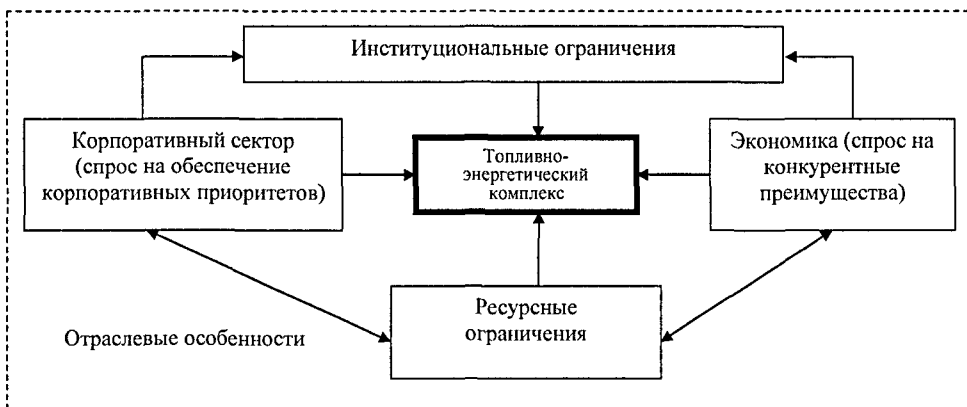 Институциональные ограничения
Корпоративный сектор
(спрос на обеспечение
корпоративных приоритетов)
Топливно-
энергетический
комплекс
Экономика (спрос на
конкурентные
преимущества)
Ресурсные
ограничения
Отраслевые особенности